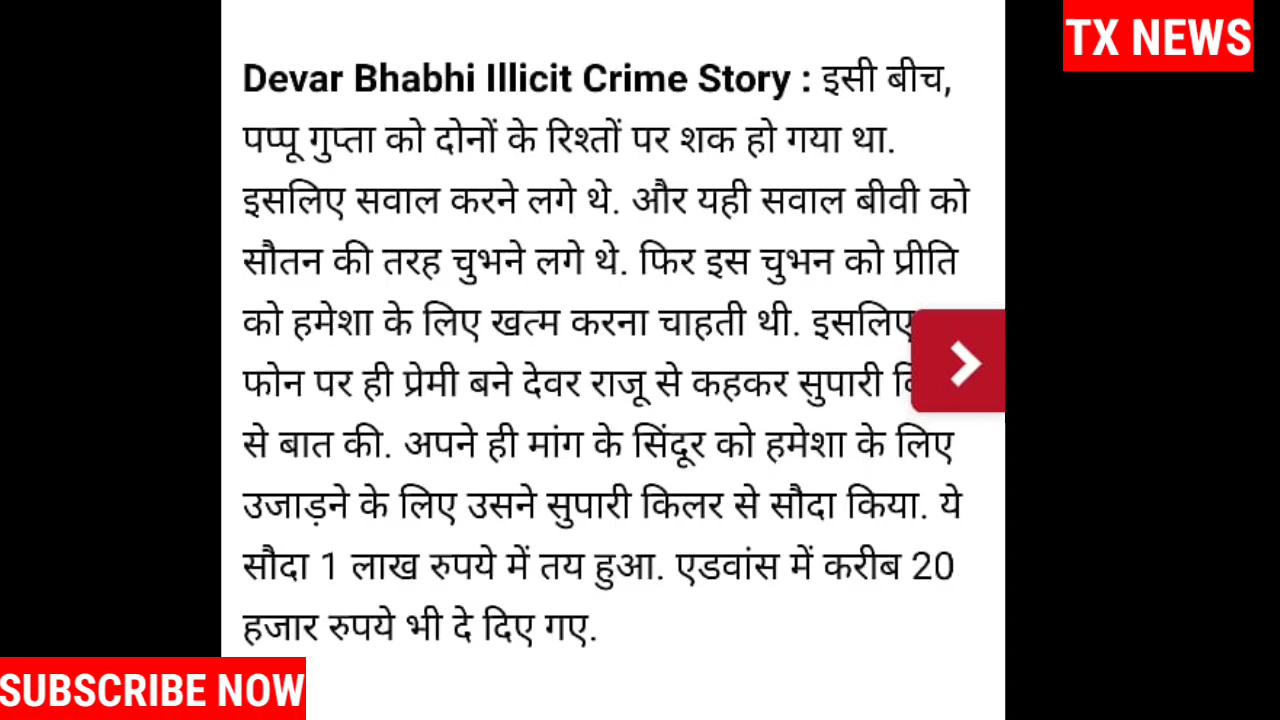 TX NEWS
Devar Bhabhi Illicit Crime Story : इसी बीच,
पप्पू गुप्ता को दोनों के रिश्तों पर शक हो गया था.
इसलिए सवाल करने लगे थे. और यही सवाल बीवी को
सौतन की तरह चुभने लगे थे. फिर इस चुभन को प्रीति
को हमेशा के लिए खत्म करना चाहती थी. इसलिए
फोन पर ही प्रेमी बने देवर राजू से कहकर सुपारी
से बात की. अपने ही मांग के सिंदूर को हमेशा के लिए
उजाड़ने के लिए उसने सुपारी किलर से सौदा किया. ये
सौदा 1 लाख रुपये में तय हुआ. एडवांस में करीब 20
हजार रुपये भी दे दिए गए.
SUBSCRIBE NOW